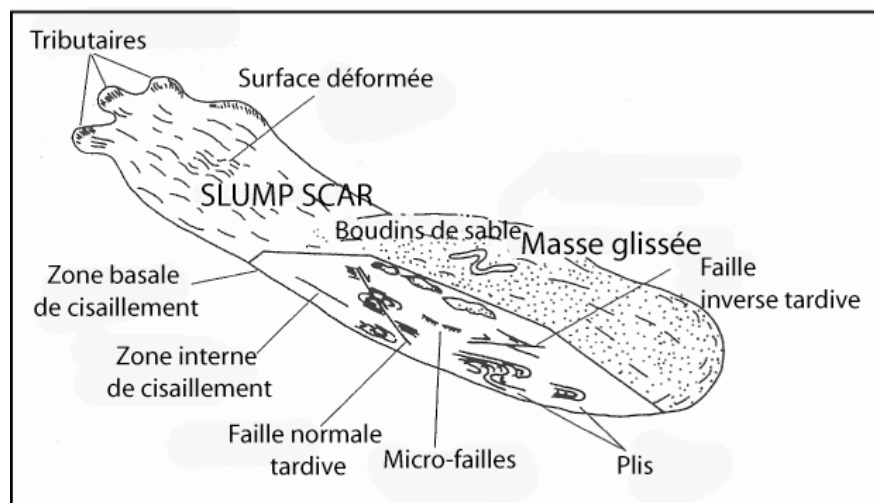 Tributaires
Surface déformée
SLUMP SCAR
Boudins de sable
Masse glissée
Faille
inverse tardive
Zone basale
de cisaillement
Zone interne
de cisaillement
Faille normale
tardive
Micro-failles
Plis